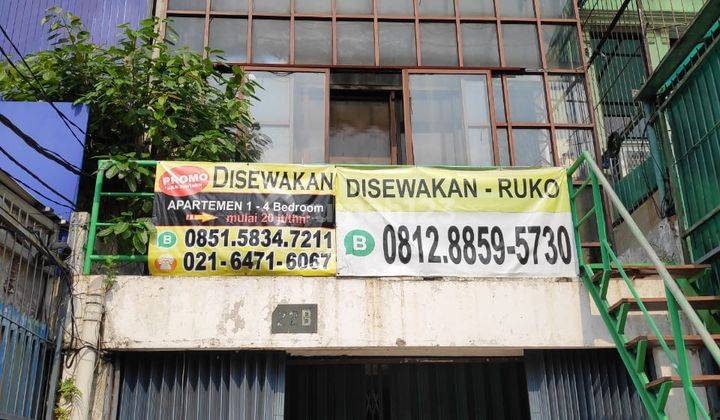 PROMO
DISEWAKAN
APARTEMEN 1 - 4 Bedroom
mulai 20 jt/thn
B 0851.5834.7211
021- 6471- 6067
DISEWAKAN - RUKO
B 0812.8859-5730
22B